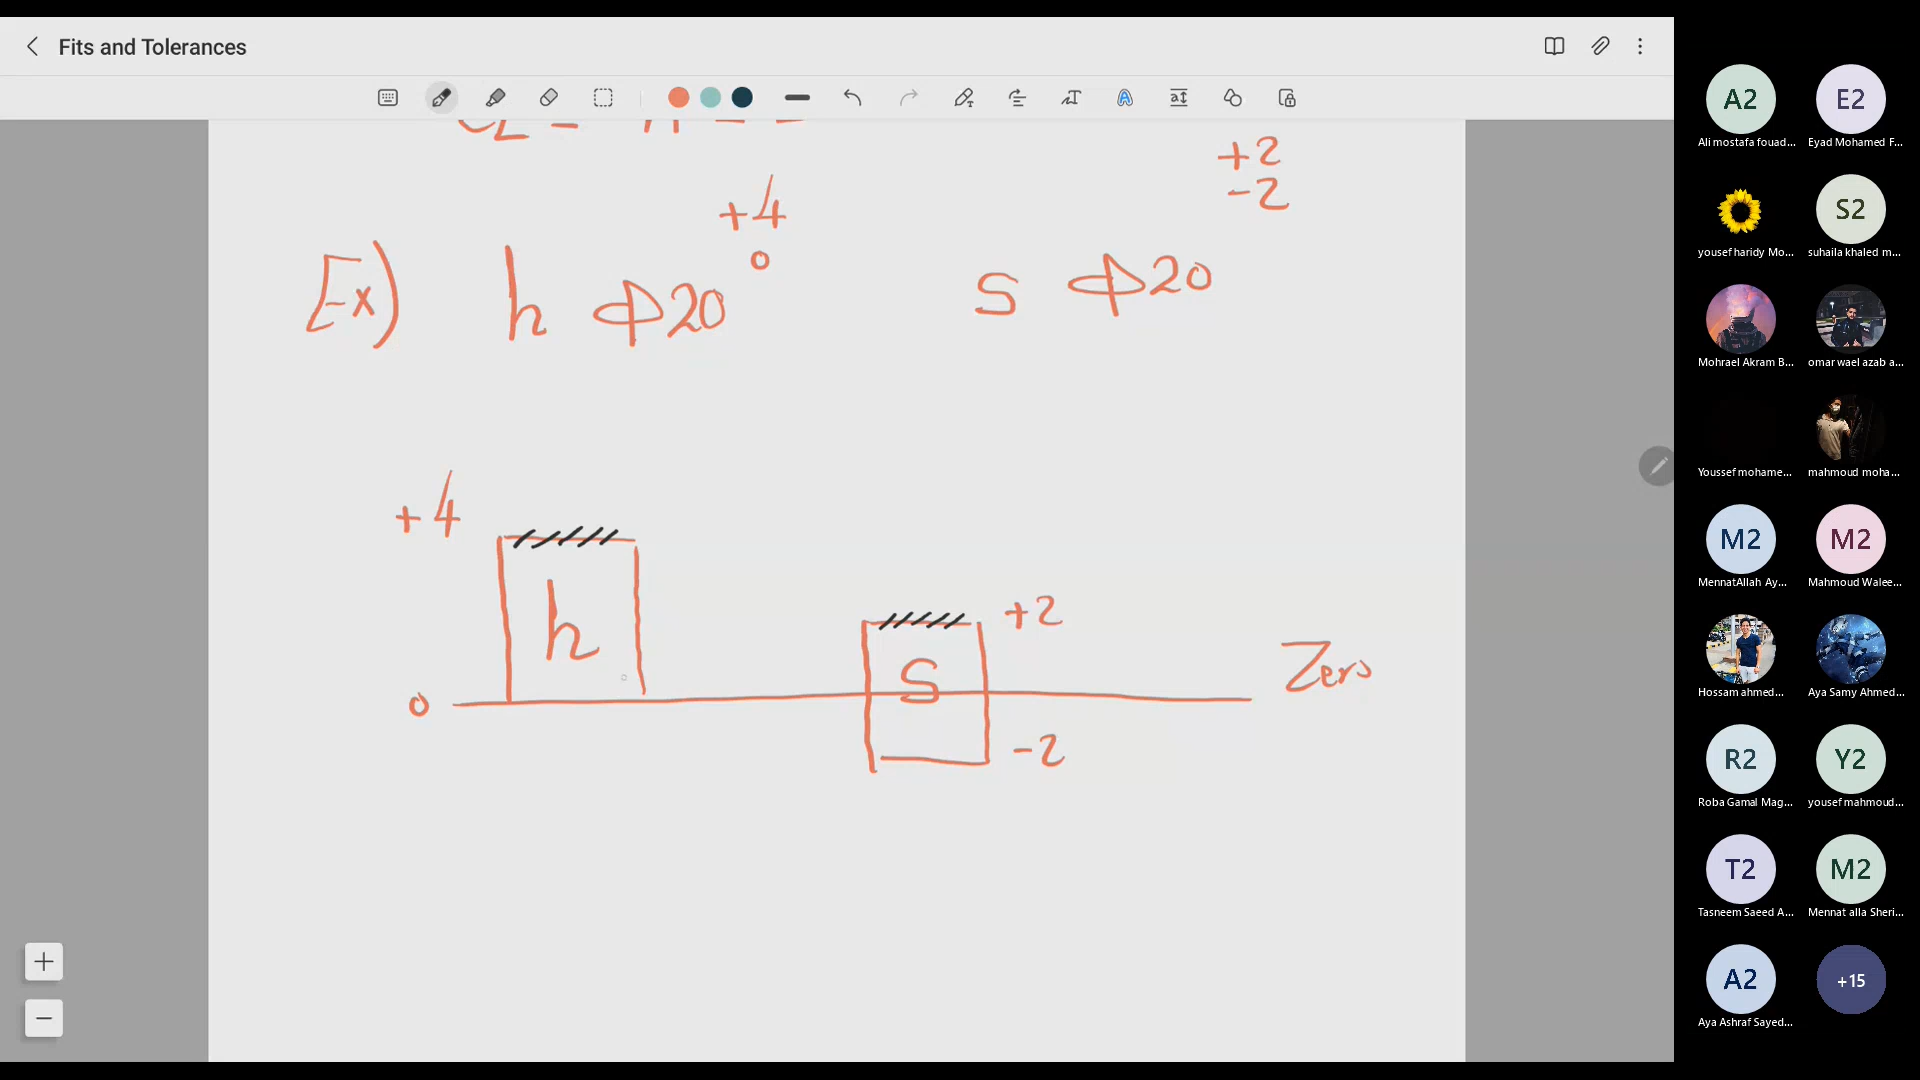 Fits and Tolerances
+2
-2
+4
0
Ex) h Φ20 S Φ20
+4
h
+2
S
Zero
0
-2
A2
E2
Ali mostafa fouad...
Eyad Mohamed F...
S2
yousef haridy Mo...
suhaila khaled m...
Mohrael Akram B...
omar wael azab a...
Youssef mohame...
mahmoud moha...
M2
M2
MennatAllah Ay...
Mahmoud Walee...
Hossam ahmed...
Aya Samy Ahmed...
R2
Y2
Roba Gamal Mag...
yousef mahmoud...
T2
M2
Tasneem Saeed A...
Mennat alla Sheri...
A2
+15
Aya Ashraf Sayed...